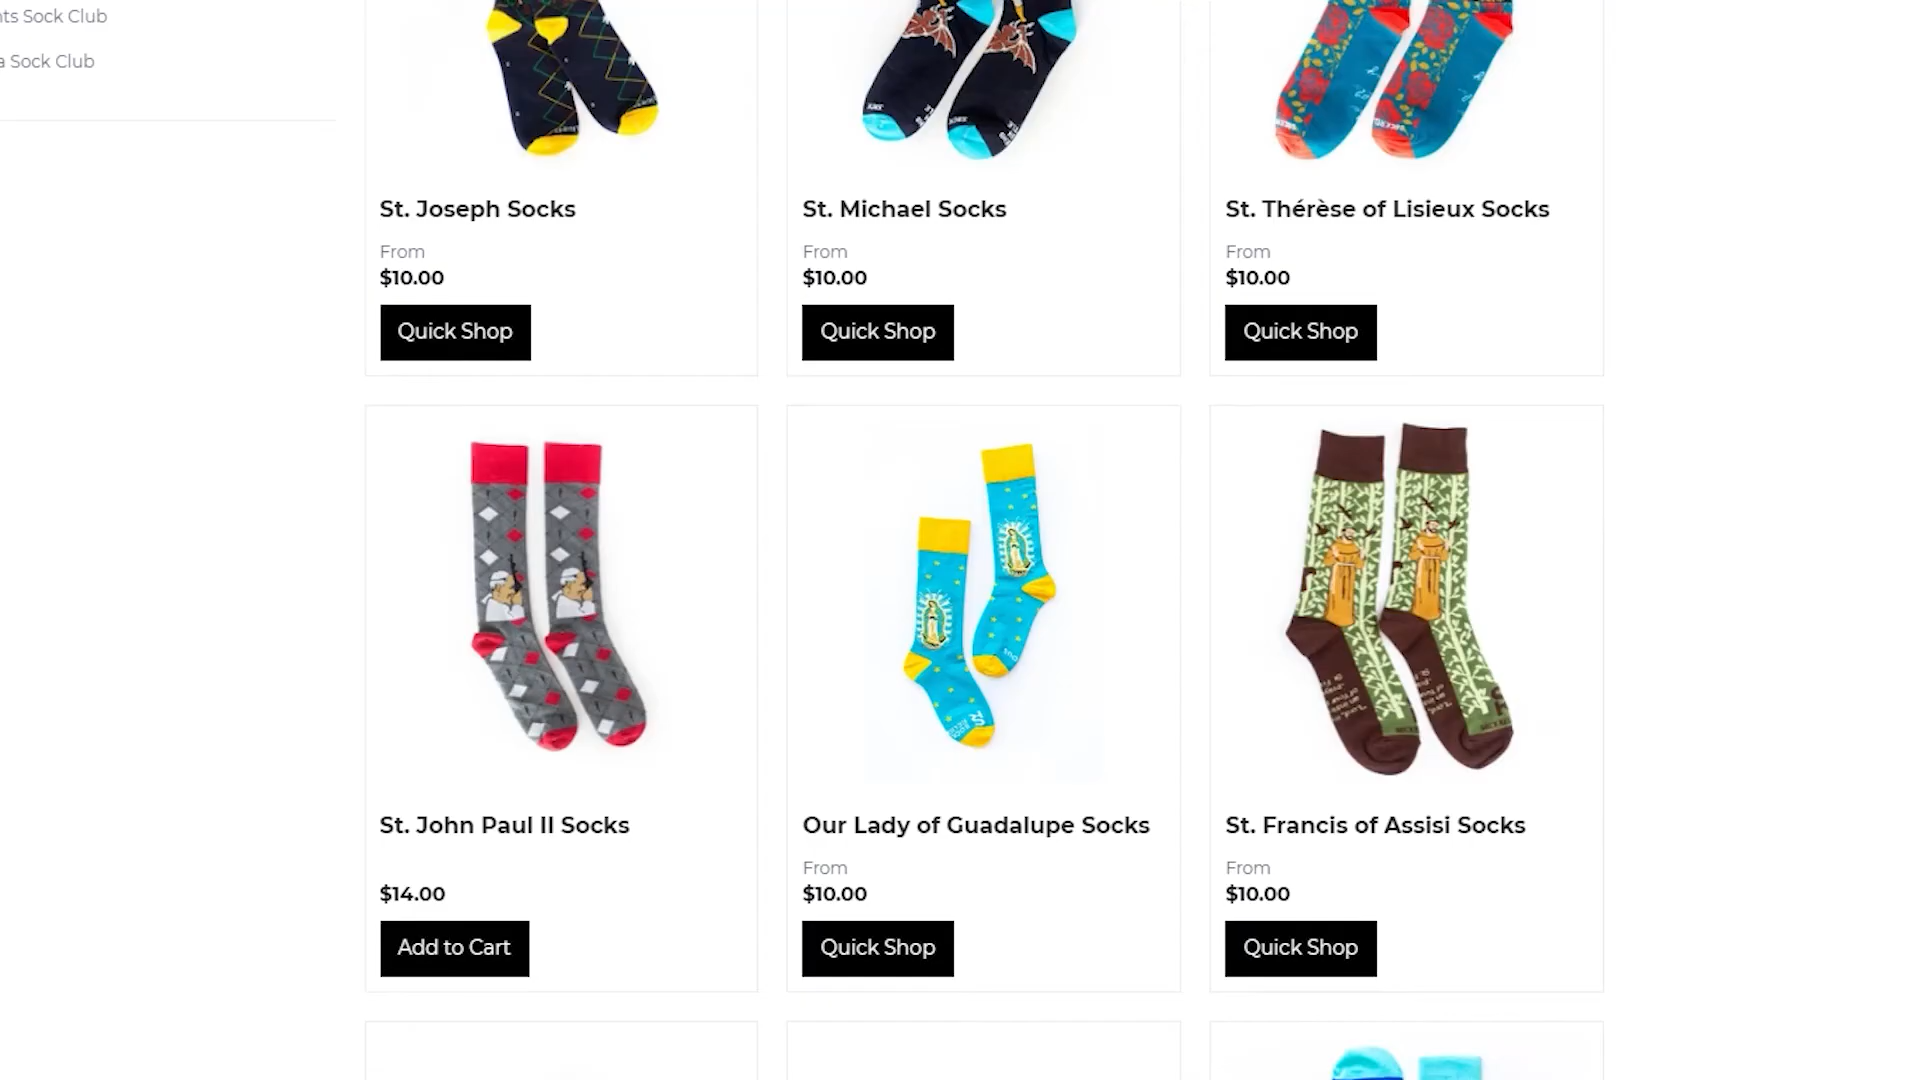 nts Sock Club
a Sock Club
St. Joseph Socks
From
$10.00
Quick Shop
St. Michael Socks
From
$10.00
Quick Shop
St. Thérèse of Lisieux Socks
From
$10.00
Quick Shop
St. John Paul II Socks
$14.00
Add to Cart
Our Lady of Guadalupe Socks
From
$10.00
Quick Shop
St. Francis of Assisi Socks
From
$10.00
Quick Shop